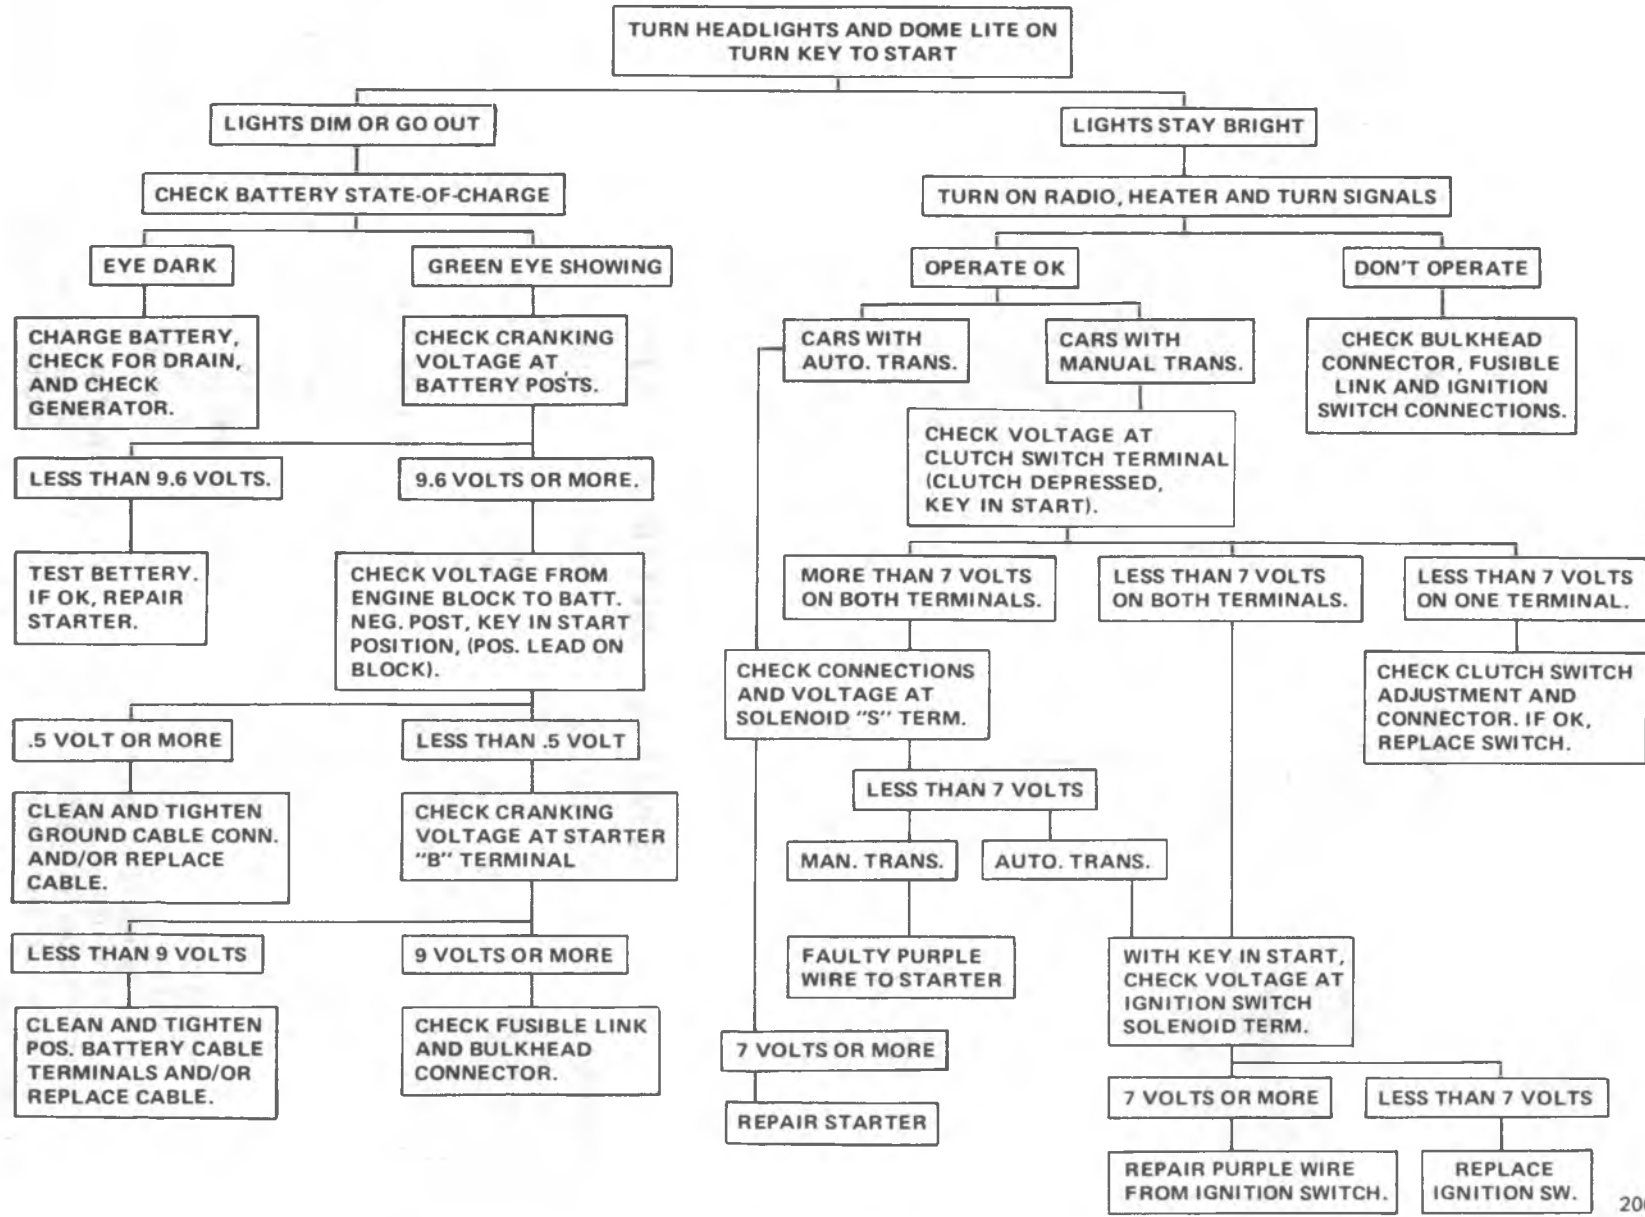 TURN HEADLIGHTS AND DOME LITE ON
TURN KEY TO START
LIGHTS DIM OR GO OUT
LIGHTS STAY BRIGHT
CHECK BATTERY STATE-OF-CHARGE
TURN ON RADIO, HEATER AND TURN SIGNALS
EYE DARK
GREEN EYE SHOWING
OPERATE OK
DON'T OPERATE
CHARGE BATTERY,
CHECK FOR DRAIN,
AND CHECK
GENERATOR.
CHECK CRANKING
VOLTAGE AT
BATTERY POSTS.
CARS WITH
AUTO. TRANS.
CARS WITH
MANUAL TRANS.
CHECK BULKHEAD
CONNECTOR, FUSIBLE
LINK AND IGNITION
SWITCH CONNECTIONS.
CHECK VOLTAGE AT
CLUTCH SWITCH TERMINAL
(CLUTCH DEPRESSED,
KEY IN START).
LESS THAN 9.6 VOLTS.
9.6 VOLTS OR MORE.
TEST BETTERY.
IF OK, REPAIR
STARTER.
CHECK VOLTAGE FROM
ENGINE BLOCK TO BATT.
NEG. POST, KEY IN START
POSITION, (POS. LEAD ON
BLOCK).
MORE THAN 7 VOLTS
ON BOTH TERMINALS.
LESS THAN 7 VOLTS
ON BOTH TERMINALS.
LESS THAN 7 VOLTS
ON ONE TERMINAL.
CHECK CONNECTIONS
AND VOLTAGE AT
SOLENOID "S" TERM.
CHECK CLUTCH SWITCH
ADJUSTMENT AND
CONNECTOR. IF OK,
REPLACE SWITCH.
.5 VOLT OR MORE
LESS THAN .5 VOLT
LESS THAN 7 VOLTS
CLEAN AND TIGHTEN
GROUND CABLE CONN.
AND/OR REPLACE
CABLE.
CHECK CRANKING
VOLTAGE AT STARTER
"B" TERMINAL
MAN. TRANS.
AUTO. TRANS.
LESS THAN 9 VOLTS
9 VOLTS OR MORE
FAULTY PURPLE
WIRE TO STARTER
WITH KEY IN START,
CHECK VOLTAGE AT
IGNITION SWITCH
SOLENOID TERM.
CLEAN AND TIGHTEN
POS. BATTERY CABLE
TERMINALS AND/OR
REPLACE CABLE.
CHECK FUSIBLE LINK
AND BULKHEAD
CONNECTOR.
7 VOLTS OR MORE
REPAIR STARTER
7 VOLTS OR MORE
LESS THAN 7 VOLTS
REPAIR PURPLE WIRE
FROM IGNITION SWITCH.
REPLACE
IGNITION SW.